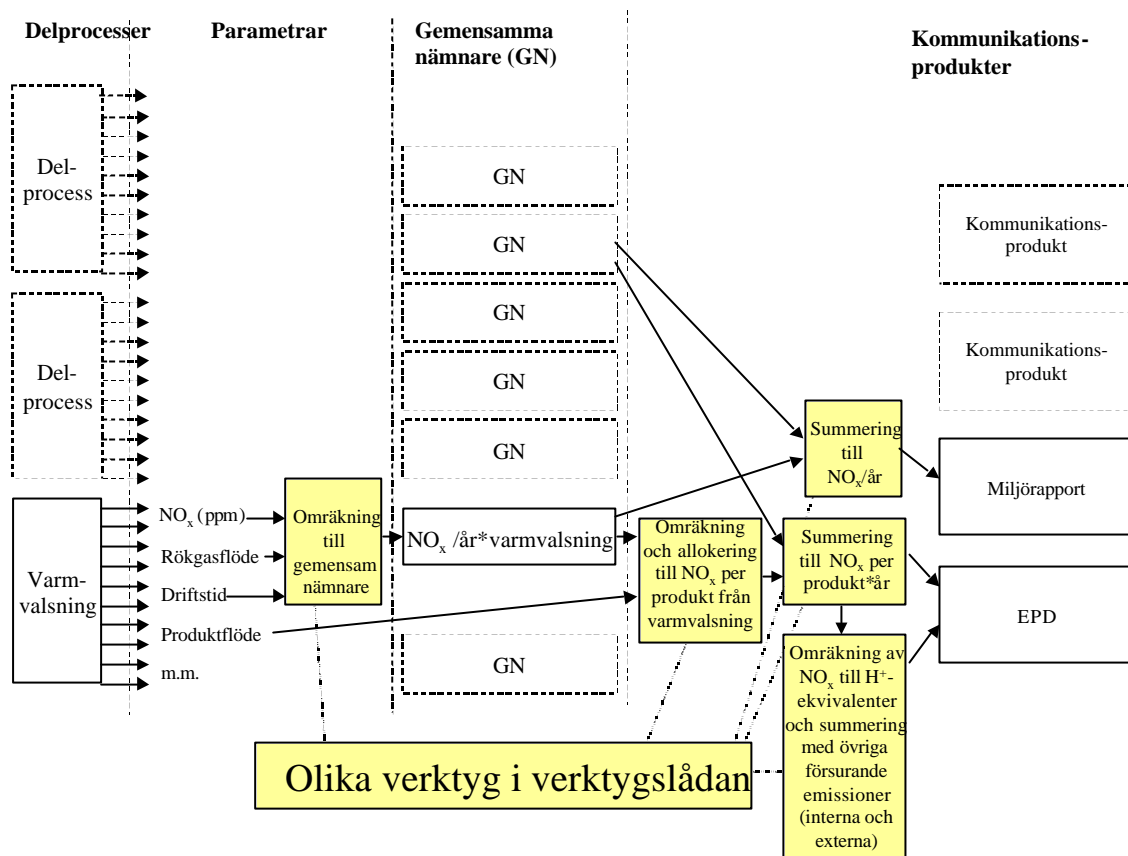 Delprocesser
Parametrar
Gemensamma
nämnare (GN)
Kommunikations-
produkter
Del-
process
Del-
process
Varm-
valsning
NOx (ppm)
Rökgasflöde
Driftstid
Produktflöde
m.m.
Omräkning
till
gemensam
nämnare
GN
GN
GN
GN
GN
NOx /år*varmvalsning
GN
Omräkning
och allokering
till NOx per
produkt från
varmvalsning
Summering
till
NOx/år
Summering
till NOx per
produkt*år
Omräkning av
NOx till H+-
ekvivalenter
och summering
med övriga
försurande
emissioner
(interna och
externa)
Kommunikations-
produkt
Kommunikations-
produkt
Miljörapport
EPD
Olika verktyg i verktygslådan